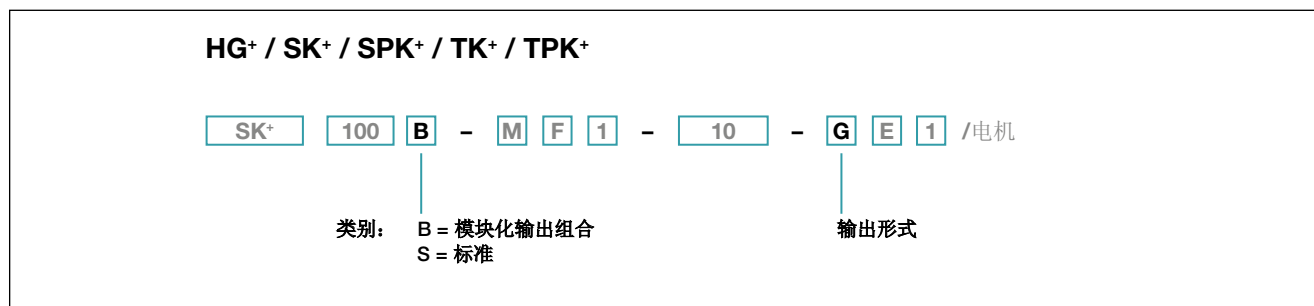 HG⁺ / SK⁺ / SPK⁺ / TK⁺ / TPK⁺
SK⁺ 100 B – M F 1 – 10 – G E 1 /电机
类别： B = 模块化输出组合 输出形式
S = 标准